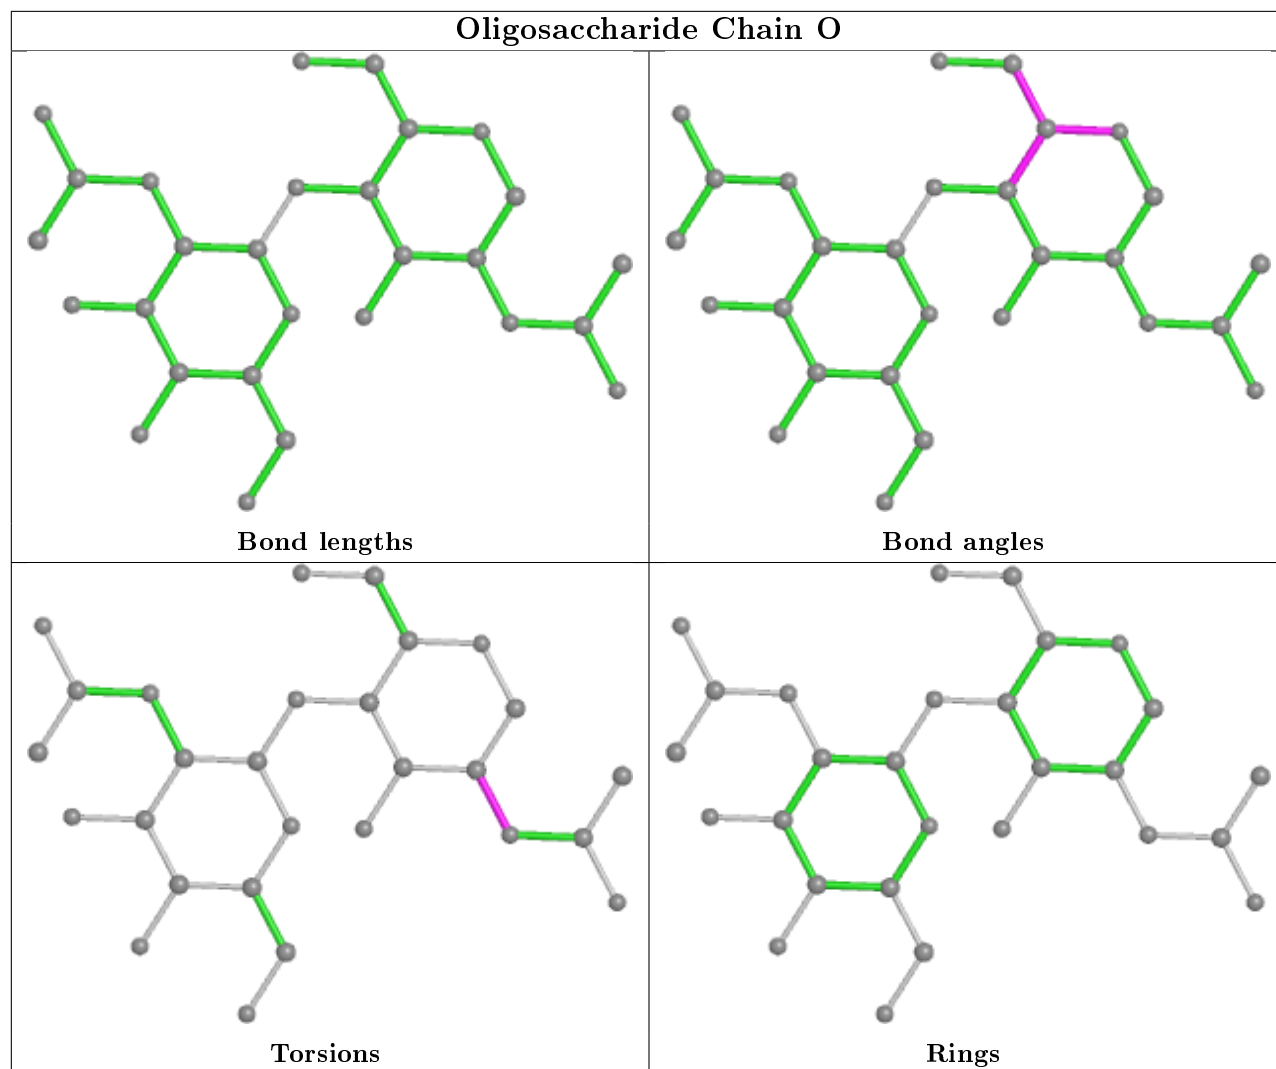 Oligosaccharide Chain O
Bond lengths
Bond angles
Torsions
Rings